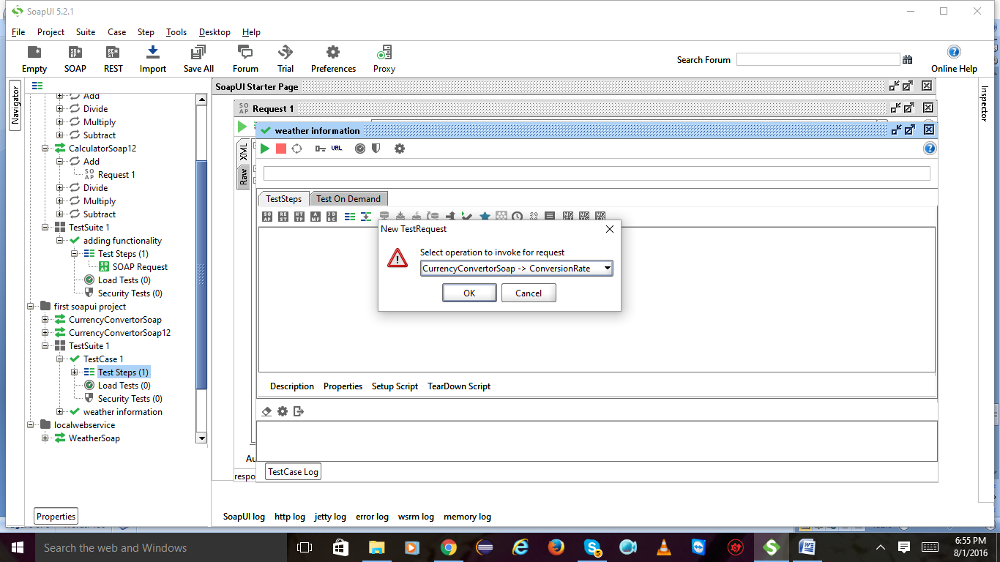 SoapUI 5.2.1
File Project Suite Case Step Tools Desktop Help
Empty SOAP REST Import Save All Forum Trial Preferences Proxy Search Forum Online Help
Navigator
Inspector
Add
Divide
Multiply
Subtract
CalculatorSoap12
Add
Request 1
Divide
Multiply
Subtract
TestSuite 1
adding functionality
Test Steps (1)
SOAP Request
Load Tests (0)
Security Tests (0)
first soapui project
CurrencyConvertorSoap
CurrencyConvertorSoap12
TestSuite 1
TestCase 1
Test Steps (1)
Load Tests (0)
Security Tests (0)
weather information
localwebservice
WeatherSoap
Properties
SoapUI Starter Page
Request 1
XML
Raw
weather information
URL
TestSteps Test On Demand
New TestRequest
Select operation to invoke for request
CurrencyConvertorSoap -> ConversionRate
OK Cancel
Description Properties Setup Script TearDown Script
Au
respo
TestCase Log
SoapUI log http log jetty log error log wsrm log memory log
Search the web and Windows
5
6:55 PM
8/1/2016